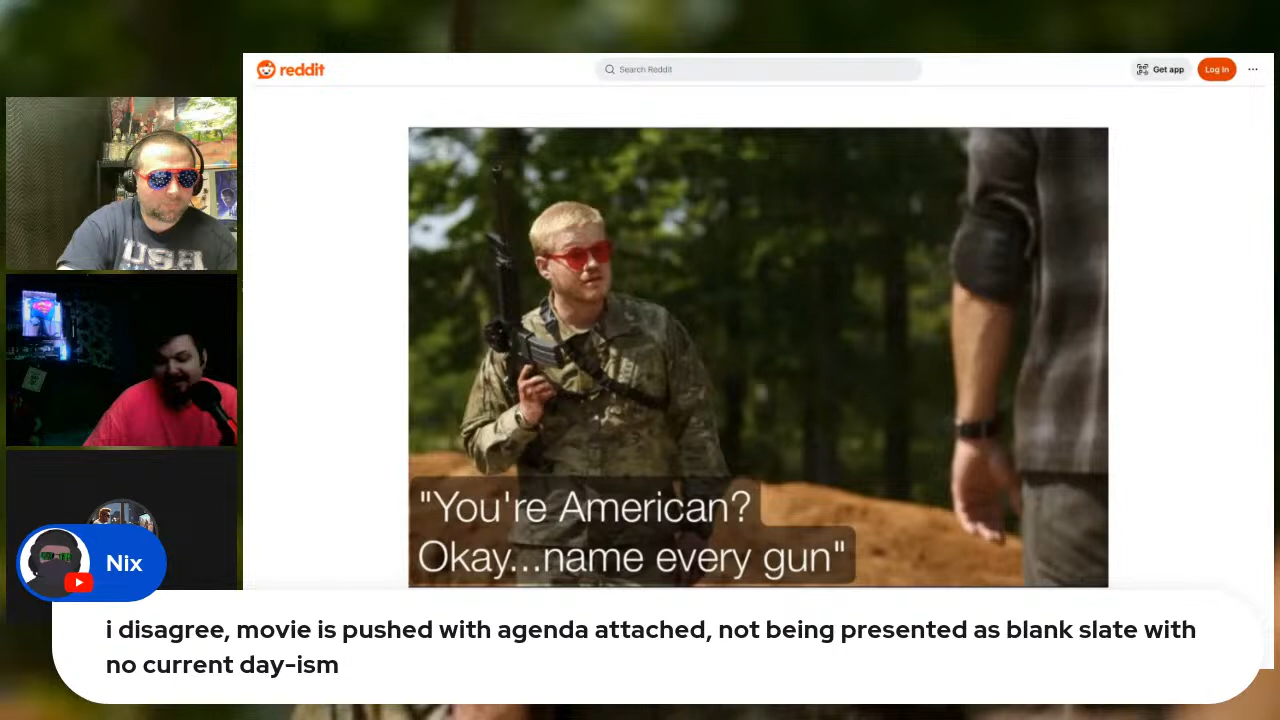 reddit
Search Reddit
Get app
Log In
USA
"You're American?
Okay...name every gun"
Nix
i disagree, movie is pushed with agenda attached, not being presented as blank slate with
no current day-ism